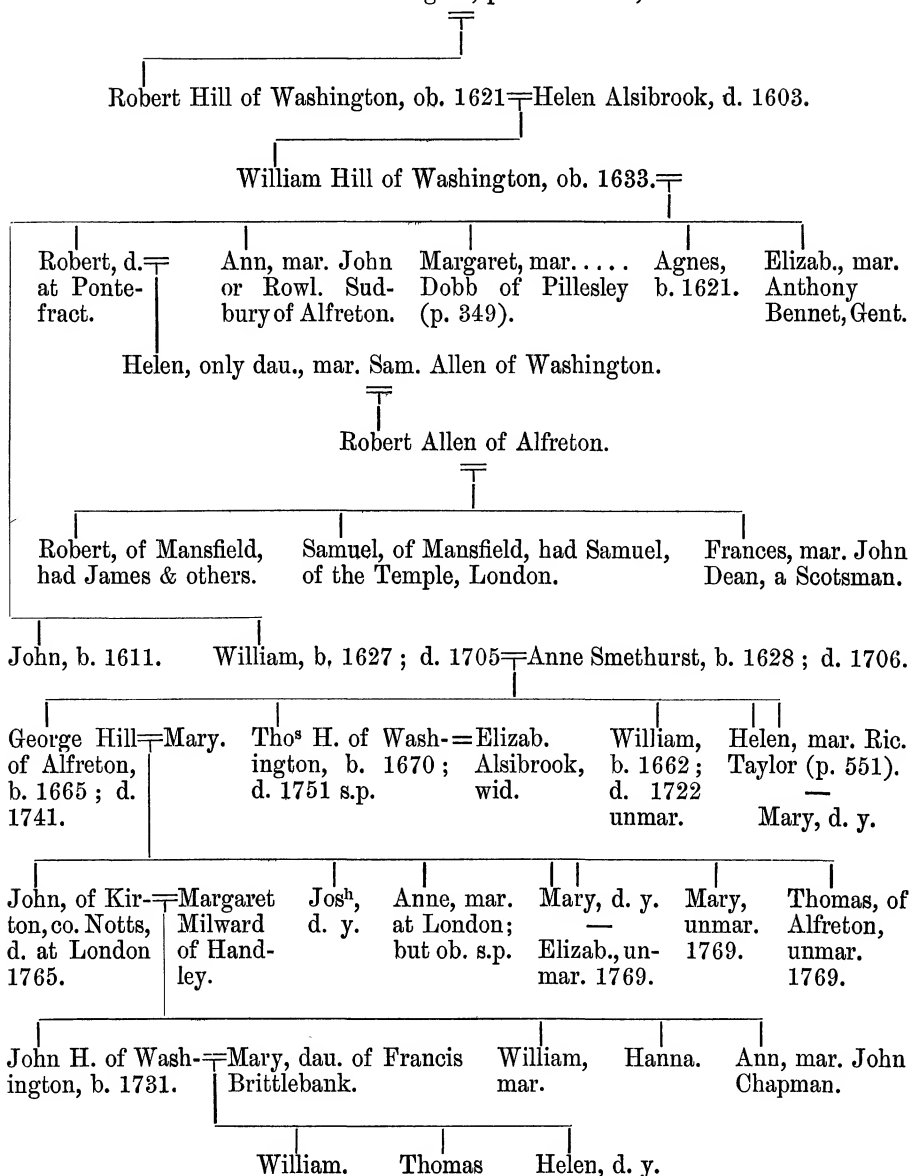 Robert Hill of Washington, ob. 1621=Helen Alsibrook, d. 1603.
William Hill of Washington, ob. 1633.=
Robert, d.=
at Ponte-
fract.
Ann, mar. John
or Rowl. Sud-
bury of Alfreton.
Margaret, mar.....
Dobb of Pillesley
(p. 349).
Agnes,
b. 1621.
Elizab., mar.
Anthony
Bennet, Gent.
Helen, only dau., mar. Sam. Allen of Washington.
Robert Allen of Alfreton.
Robert, of Mansfield,
had James & others.
Samuel, of Mansfield, had Samuel,
of the Temple, London.
Frances, mar. John
Dean, a Scotsman.
John, b. 1611.
William, b. 1627 ; d. 1705=Anne Smethurst, b. 1628 ; d. 1706.
George Hill=Mary.
of Alfreton,
b. 1665 ; d.
1741.
Thoˢ H. of Wash-=Elizab.
ington, b. 1670 ; Alsibrook,
d. 1751 s.p. wid.
William,
b. 1662 ;
d. 1722
unmar.
Helen, mar. Ric.
Taylor (p. 551).
—
Mary, d. y.
John, of Kir-=Margaret
ton, co. Notts, Milward
d. at London of Hand-
1765. ley.
Josʰ,
d. y.
Anne, mar.
at London;
but ob. s.p.
Mary, d. y.
—
Elizab., un-
mar. 1769.
Mary,
unmar.
1769.
Thomas, of
Alfreton,
unmar.
1769.
John H. of Wash-=Mary, dau. of Francis
ington, b. 1731. Brittlebank.
William,
mar.
Hanna.
Ann, mar. John
Chapman.
William.
Thomas
Helen, d. y.